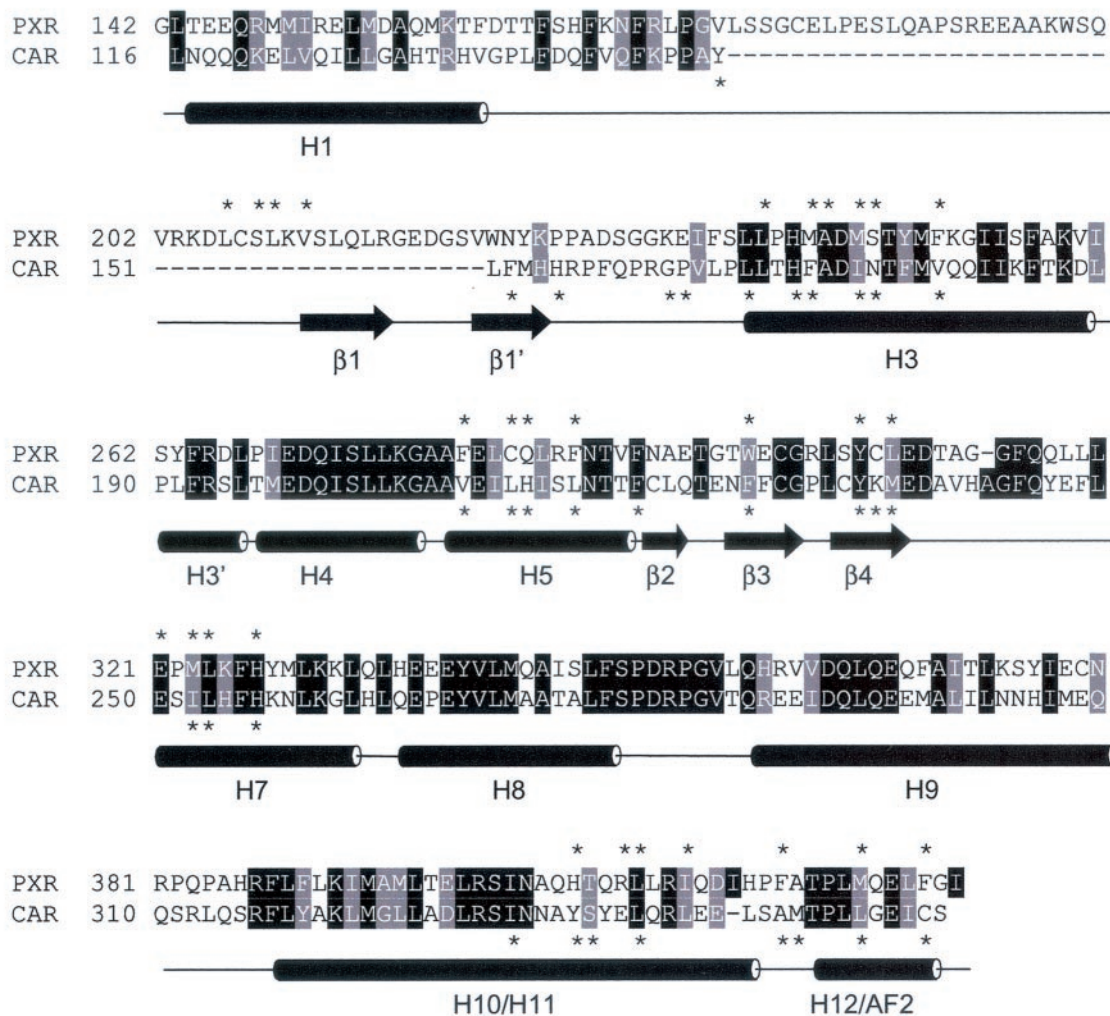 PXR 142 GLTEEQRMMIRELMDAQMKTFDTTFSHFKNFRLPGVLSSGCELPESLQAPSREEAAKWSQ
CAR 116 LNQQQKELVQILLGAHTRHVGPLFDQFVQFKPPAY------------------------
*
H1
* ** *
PXR 202 VRKDLCSLKVSLQLRGEDGSVWNYKPPADSGGKEIFSLLPHMADMSTYMFKGIISFAKVI
CAR 151 ---------------------LFMHHRPFQPRGPVLPLLTHFADINTFMVQQIIKFTKDL
* * ** ** *
* * ** * ** ** *
β1 β1' H3
* ** * * * *
PXR 262 SYFRDLPIEDQISLLKGAAFELCQLRFNTVFNAETGTWECGRLSYCLEDTAG-GFQQLLL
CAR 190 PLFRSLTMEDQISLLKGAAVEILHISLNTTFCLQTENFFCGPLCYKMEDAVHAGFQYEFL
* ** * * * ***
H3' H4 H5 β2 β3 β4
* ** *
PXR 321 EPMLKFHYMLKKLQLHEEEYVLMQAISLFSPDRPGVLQHRVVDQLQEQFAITLKSYIECN
CAR 250 ESILHFHKNLKGLHLQEPEYVLMAATALFSPDRPGVTQREEIDQLQEEMALILNNHIMEQ
** *
H7 H8 H9
* ** * * * *
PXR 381 RPQPAHRFLFLKIMAMLTELRSINAQHTQRLLRIQDIHPFATPLMQELFGI
CAR 310 QSRLQSRFLYAKLMGLLADLRSINNAYSYELQRLEE-LSAMTPLLGEICS
* ** * ** * *
H10/H11 H12/AF2